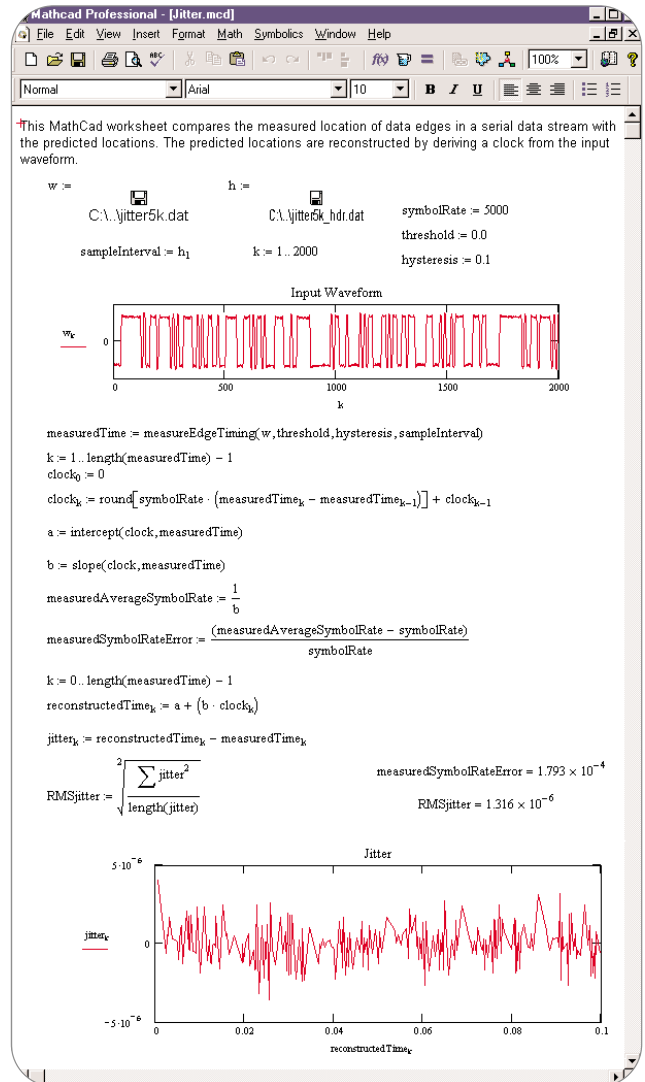 Mathcad Professional - [Jitter.mcd]
File Edit View Insert Format Math Symbolics Window Help
100%
Normal Arial 10 B I U
This MathCad worksheet compares the measured location of data edges in a serial data stream with
the predicted locations. The predicted locations are reconstructed by deriving a clock from the input
waveform.
w := h :=
C:\..\jitter5k.dat C:\..\jitter5k_hdr.dat symbolRate := 5000
threshold := 0.0
sampleInterval := h₁ k := 1..2000
hysteresis := 0.1
Input Waveform
wₖ 0
0 500 1000 1500 2000
k
measuredTime := measureEdgeTiming(w,threshold,hysteresis,sampleInterval)
k := 1..length(measuredTime) − 1
clock₀ := 0
clockₖ := round[symbolRate · (measuredTimeₖ − measuredTimeₖ₋₁)] + clockₖ₋₁
a := intercept(clock,measuredTime)
b := slope(clock,measuredTime)
measuredAverageSymbolRate := 1/b
measuredSymbolRateError := (measuredAverageSymbolRate − symbolRate)/symbolRate
k := 0..length(measuredTime) − 1
reconstructedTimeₖ := a + (b · clockₖ)
jitterₖ := reconstructedTimeₖ − measuredTimeₖ
RMSjitter := ²√(∑ jitter²/length(jitter))
measuredSymbolRateError = 1.793 × 10⁻⁴
RMSjitter = 1.316 × 10⁻⁶
Jitter
5·10⁻⁶
jitterₖ 0
−5·10⁻⁶
0 0.02 0.04 0.06 0.08 0.1
reconstructedTimeₖ